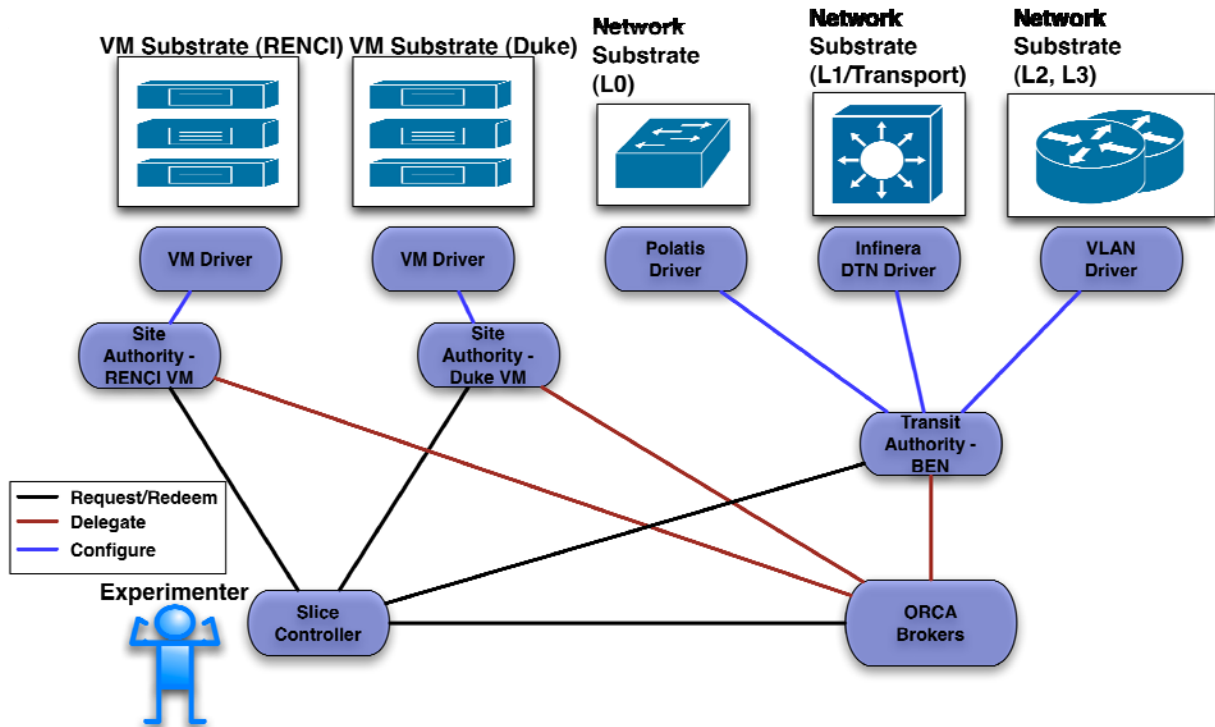 VM Substrate (RENCI)
VM Substrate (Duke)
Network
Substrate
(L0)
Network
Substrate
(L1/Transport)
Network
Substrate
(L2, L3)
VM Driver
VM Driver
Polatis
Driver
Infinera
DTN Driver
VLAN
Driver
Site
Authority -
RENCI VM
Site
Authority -
Duke VM
Transit
Authority -
BEN
Request/Redeem
Delegate
Configure
Experimenter
Slice
Controller
ORCA
Brokers